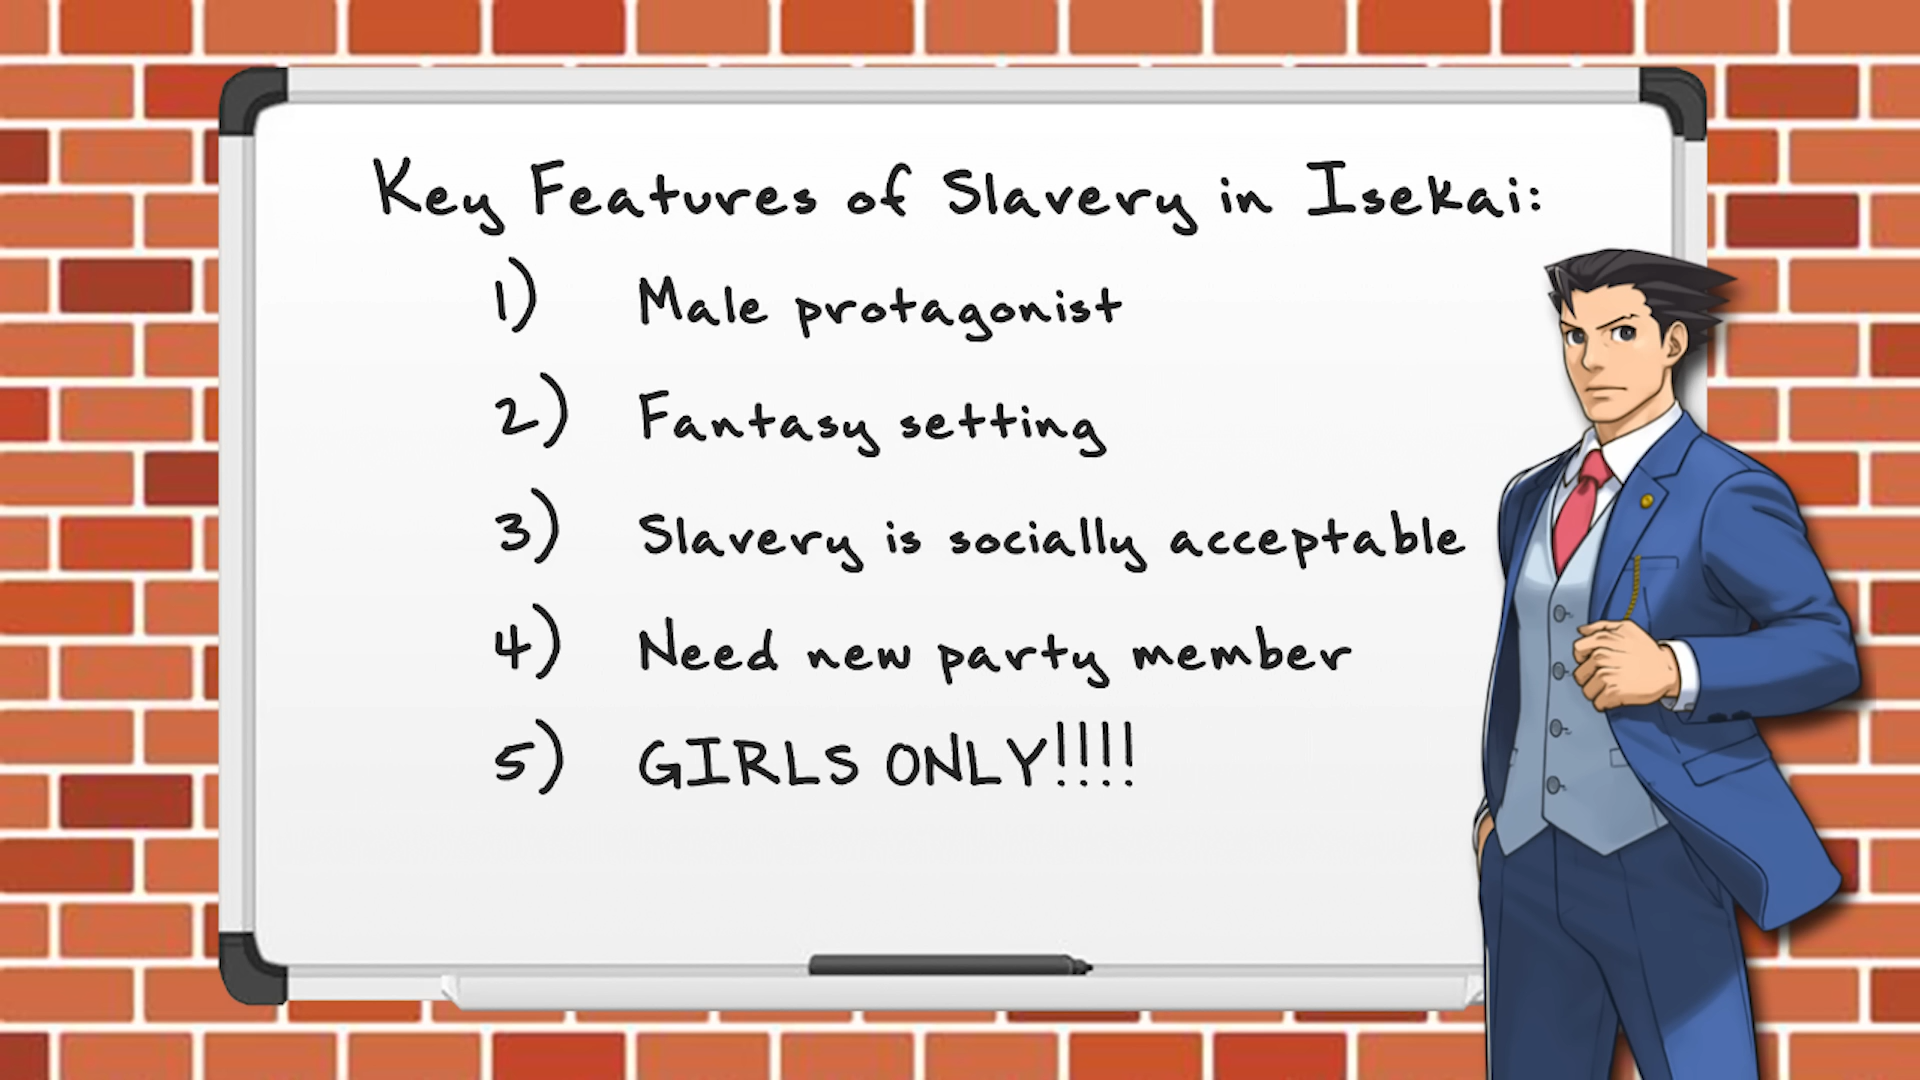 Key Features of Slavery in Isekai:
1) Male protagonist
2) Fantasy setting
3) Slavery is socially acceptable
4) Need new party member
5) GIRLS ONLY!!!!